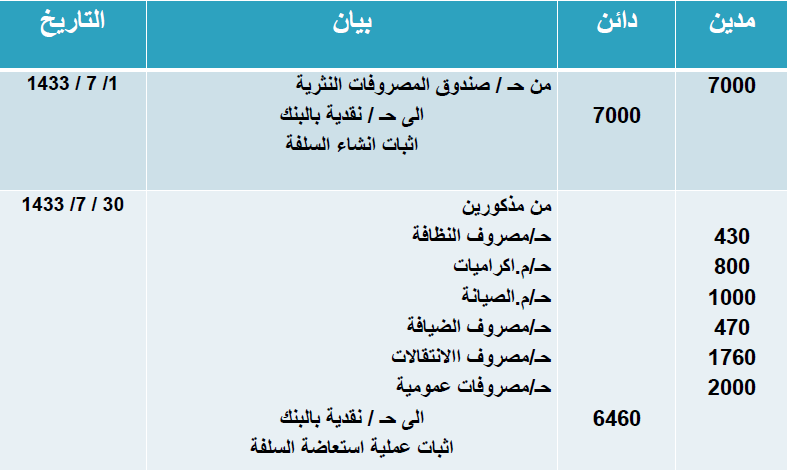 مدين دائن بيان التاريخ
7000 من حـ / صندوق المصروفات النثرية 1/ 7 / 1433
7000 الى حـ / نقدية بالبنك
اثبات انشاء السلفة
من مذكورين 30 / 7/ 1433
430 حـ/مصروف النظافة
800 حـ/م.اكراميات
1000 حـ/م.الصيانة
470 حـ/مصروف الضيافة
1760 حـ/مصروف االانتقالات
2000 حـ/مصروفات عمومية
6460 الى حـ / نقدية بالبنك
اثبات عملية استعاضة السلفة